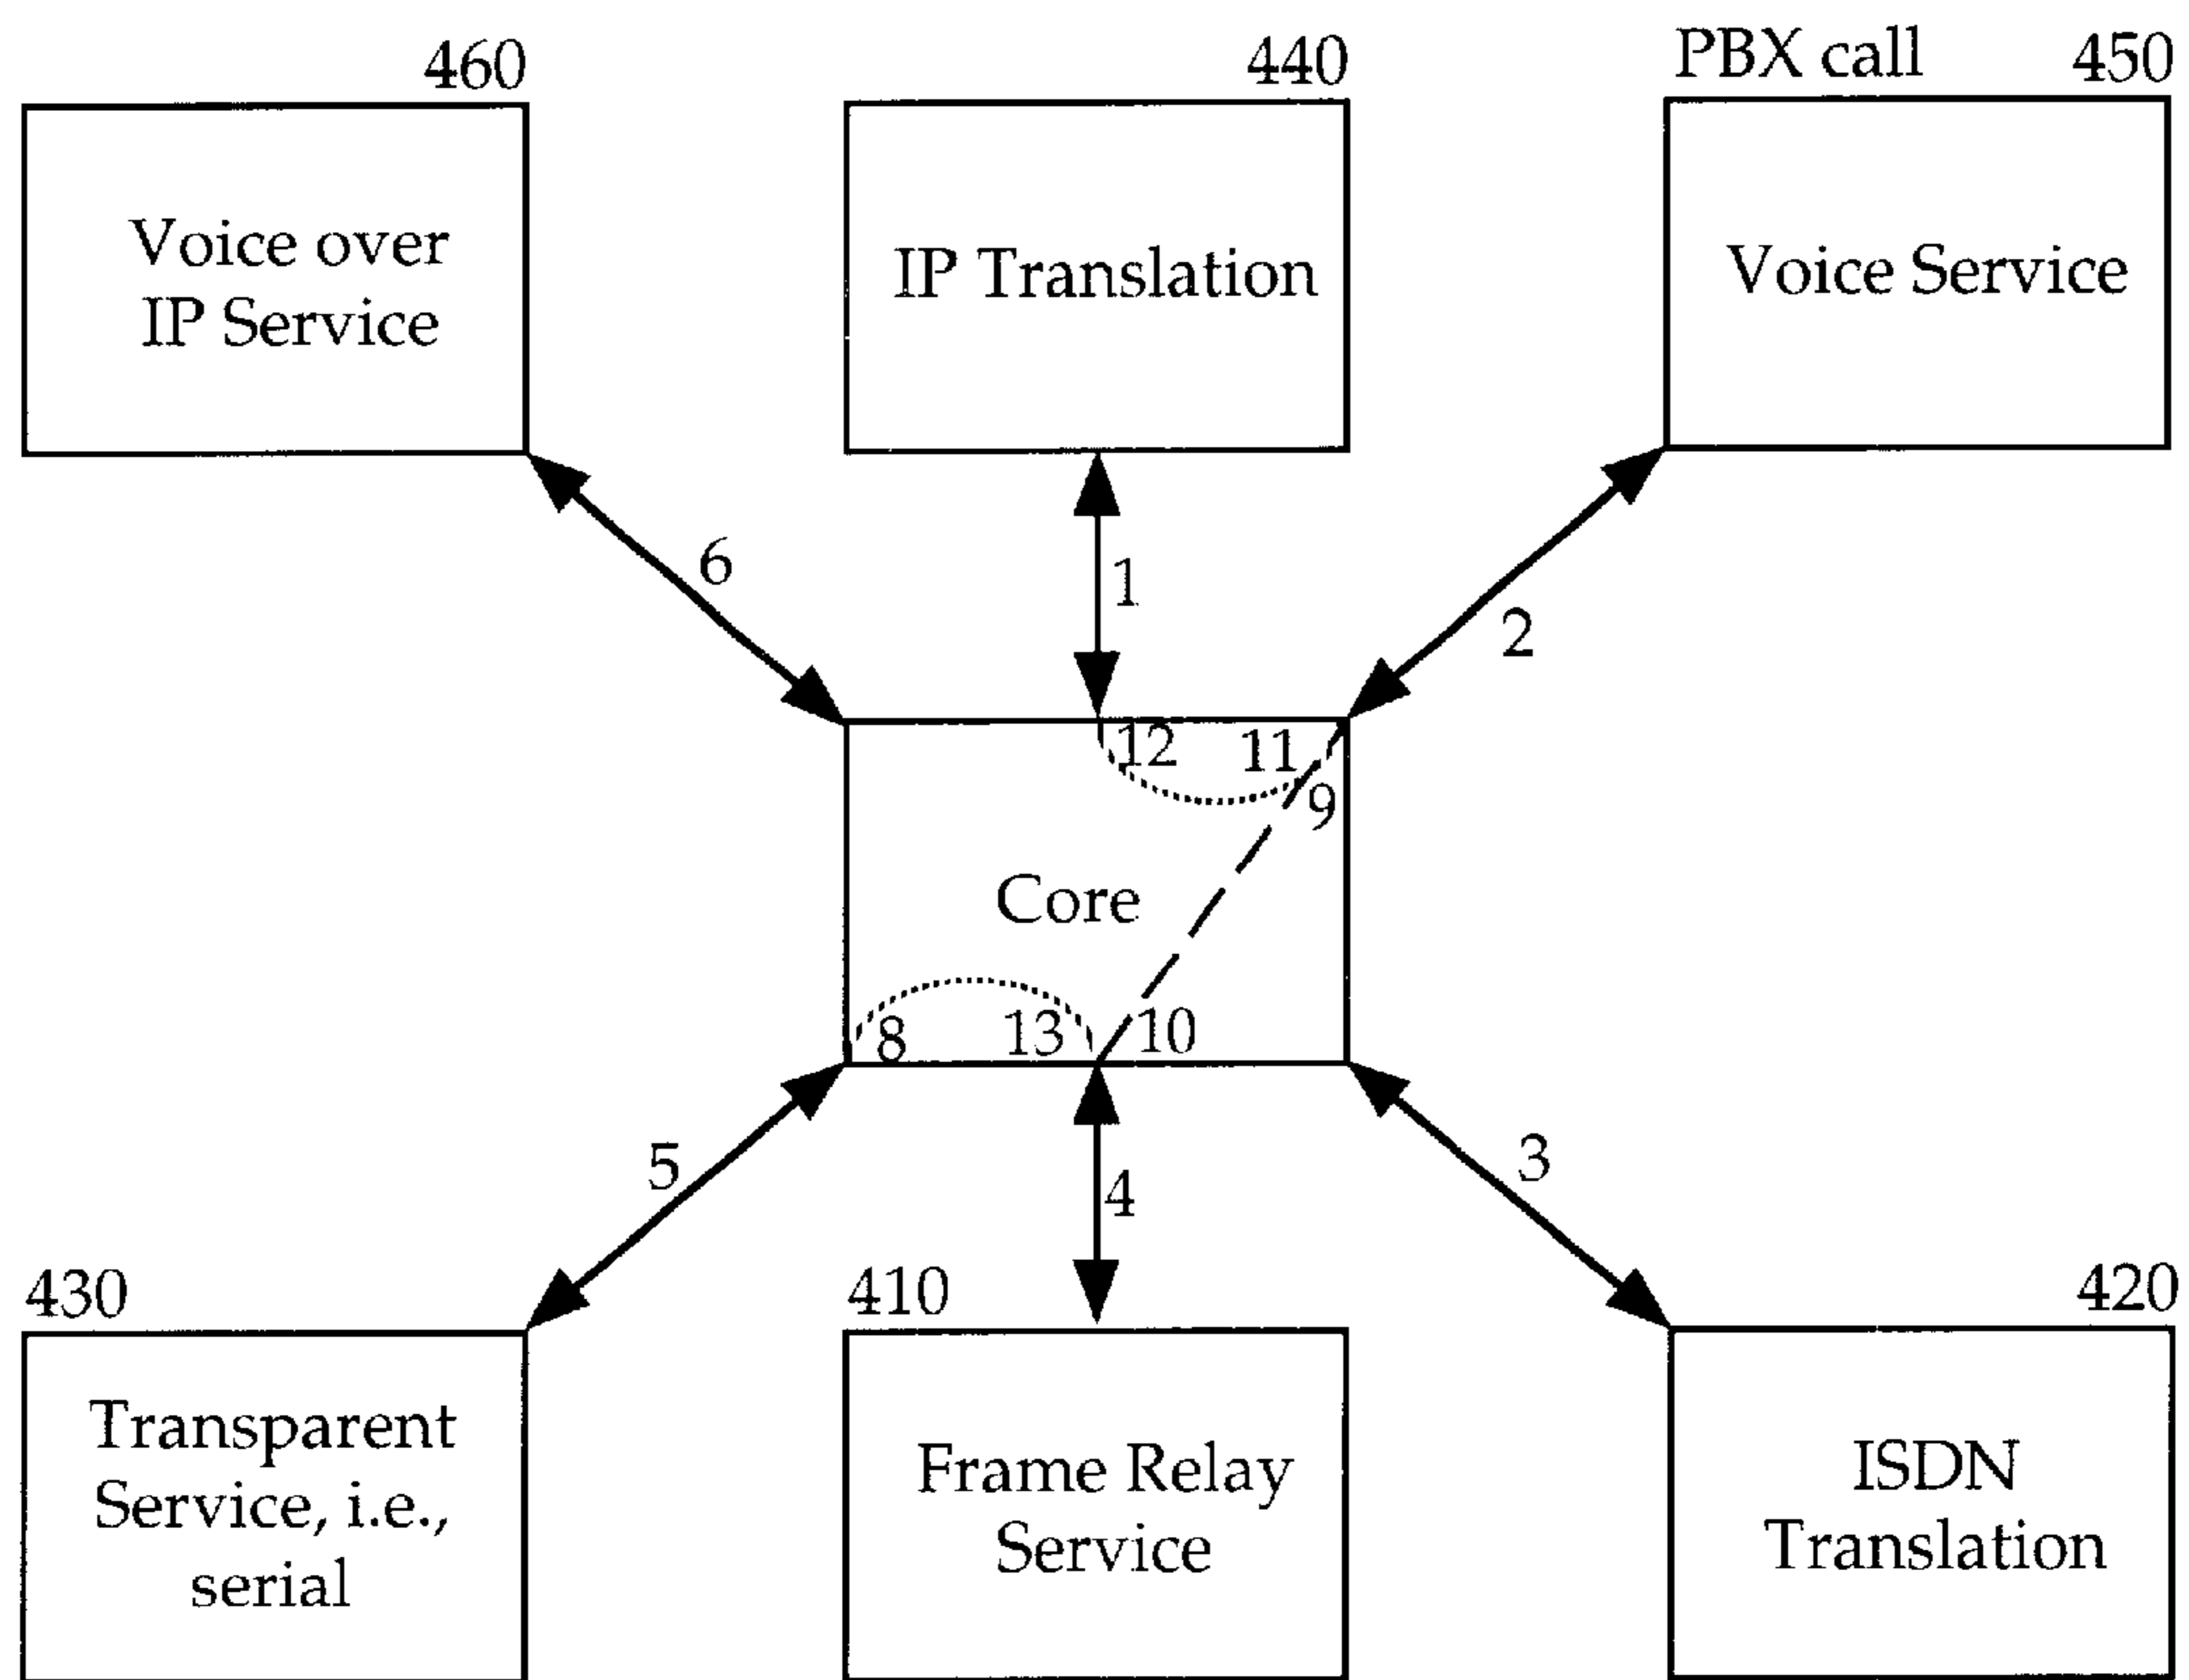 460
440
PBX call 450
Voice over
IP Service
IP Translation
Voice Service
6
1
2
12
11
9
Core
8
13
10
5
4
3
430
410
420
Transparent
Service, i.e.,
serial
Frame Relay
Service
ISDN
Translation